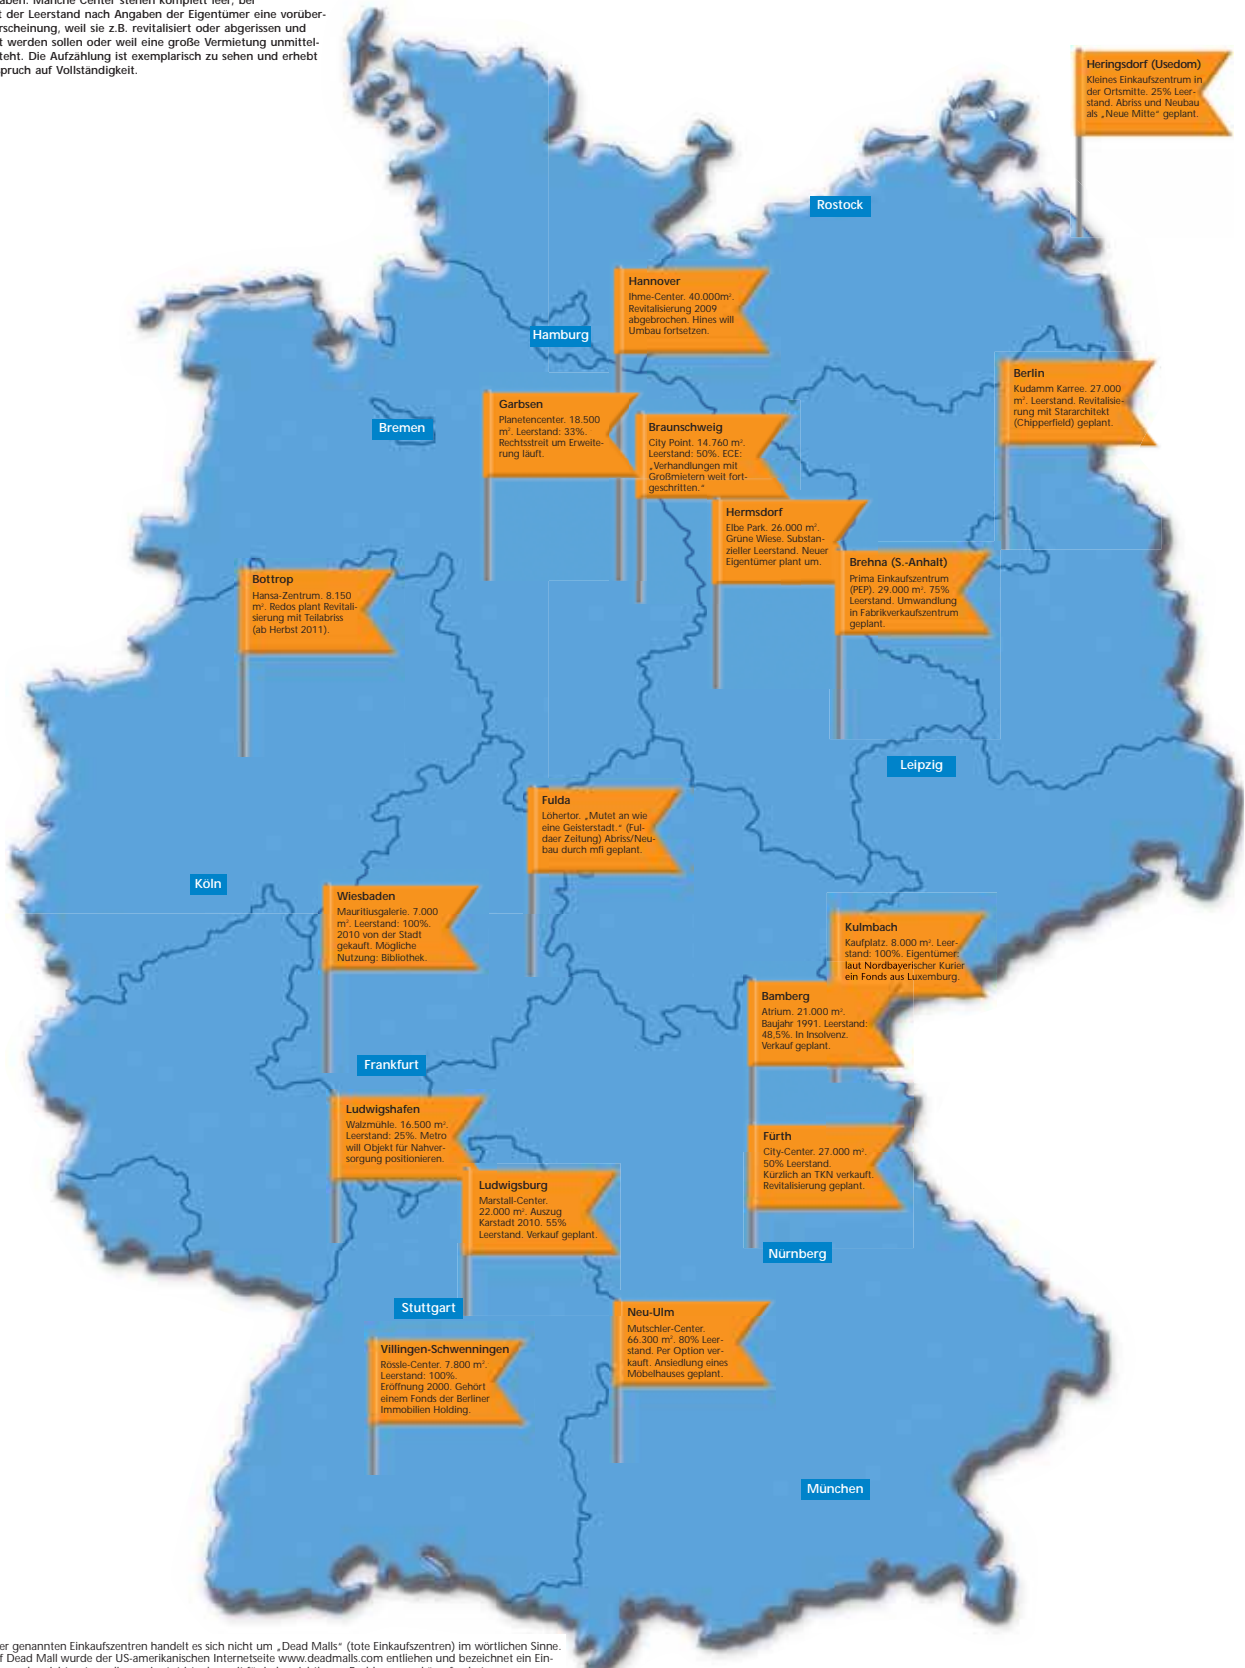 Manche Center stehen komplett leer, bei
der Leerstand nach Angaben der Eigentümer eine vorüber-
weil sie z.B. revitalisiert oder abgerissen und
werden sollen oder weil eine große Vermietung unmittel-
Die Aufzählung ist exemplarisch zu sehen und erhebt
auf Vollständigkeit.
Heringsdorf (Usedom)
Kleines Einkaufszentrum in
der Ortsmitte. 25% Leer-
stand. Abriss und Neubau
als „Neue Mitte“ geplant.
Rostock
Hannover
Ihme-Center. 40.000m².
Revitalisierung 2009
abgebrochen. Hines will
Umbau fortsetzen.
Hamburg
Berlin
Kudamm Karree. 27.000
m². Leerstand. Revitalisie-
rung mit Stararchitekt
(Chipperfield) geplant.
Garbsen
Planetencenter. 18.500
m². Leerstand: 33%.
Rechtsstreit um Erweite-
rung läuft.
Bremen
Braunschweig
City Point. 14.760 m².
Leerstand: 50%. ECE:
„Verhandlungen mit
Großmietern weit fort-
geschritten.“
Hermsdorf
Elbe Park. 26.000 m².
Grüne Wiese. Substan-
zieller Leerstand. Neuer
Eigentümer plant um.
Brehna (S.-Anhalt)
Prima Einkaufszentrum
(PEP). 29.000 m². 75%
Leerstand. Umwandlung
in Fabrikverkaufszentrum
geplant.
Bottrop
Hansa-Zentrum. 8.150
m². Redos plant Revitali-
sierung mit Teilabriss
(ab Herbst 2011).
Leipzig
Fulda
Löhertor. „Mutet an wie
eine Geisterstadt.“ (Ful-
daer Zeitung) Abriss/Neu-
bau durch mfi geplant.
Köln
Wiesbaden
Mauritiusgalerie. 7.000
m². Leerstand: 100%.
2010 von der Stadt
gekauft. Mögliche
Nutzung: Bibliothek.
Kulmbach
Kaufplatz. 8.000 m². Leer-
stand: 100%. Eigentümer:
laut Nordbayerischer Kurier
ein Fonds aus Luxemburg.
Bamberg
Atrium. 21.000 m².
Baujahr 1991. Leerstand:
48,5%. In Insolvenz.
Verkauf geplant.
Frankfurt
Ludwigshafen
Walzmühle. 16.500 m².
Leerstand: 25%. Metro
will Objekt für Nahver-
sorgung positionieren.
Fürth
City-Center. 27.000 m².
50% Leerstand.
Kürzlich an TKN verkauft.
Revitalisierung geplant.
Ludwigsburg
Marstall-Center.
22.000 m². Auszug
Karstadt 2010. 55%
Leerstand. Verkauf geplant.
Nürnberg
Stuttgart
Neu-Ulm
Mutschler-Center.
66.300 m². 80% Leer-
stand. Per Option ver-
kauft. Ansiedlung eines
Möbelhauses geplant.
Villingen-Schwenningen
Rössle-Center. 7.800 m².
Leerstand: 100%.
Eröffnung 2000. Gehört
einem Fonds der Berliner
Immobilien Holding.
München
er genannten Einkaufszentren handelt es sich nicht um „Dead Malls“ (tote Einkaufszentren) im wörtlichen Sinne.
f Dead Mall wurde der US-amerikanischen Internetseite www.deadmalls.com entliehen und bezeichnet ein Ein-